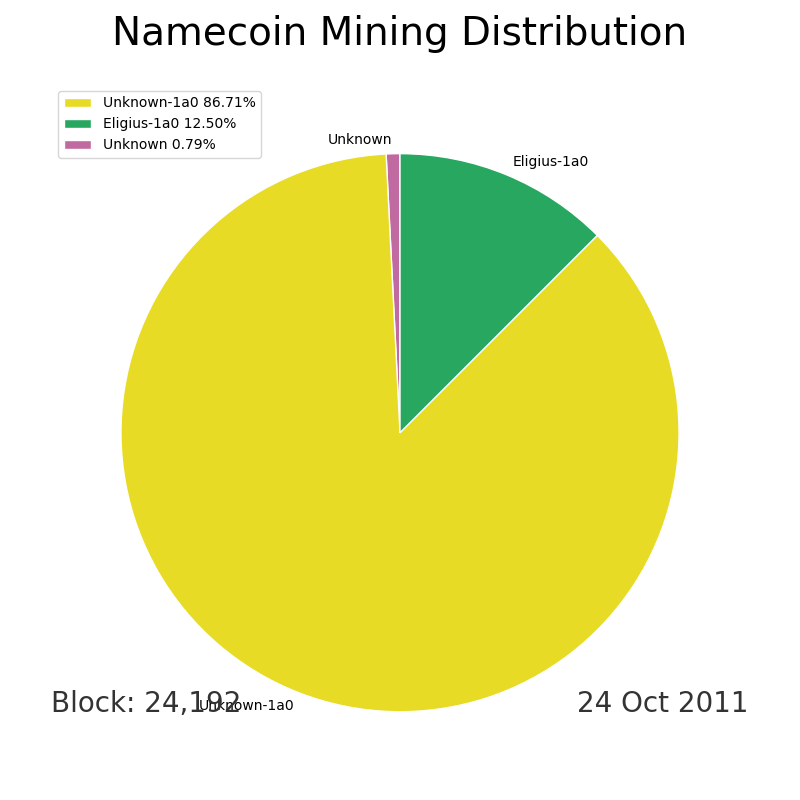 Namecoin Mining Distribution
Unknown-1a0 86.71%
Eligius-1a0 12.50%
Unknown 0.79%
Unknown
Eligius-1a0
Block: 24,192
Unknown-1a0
24 Oct 2011